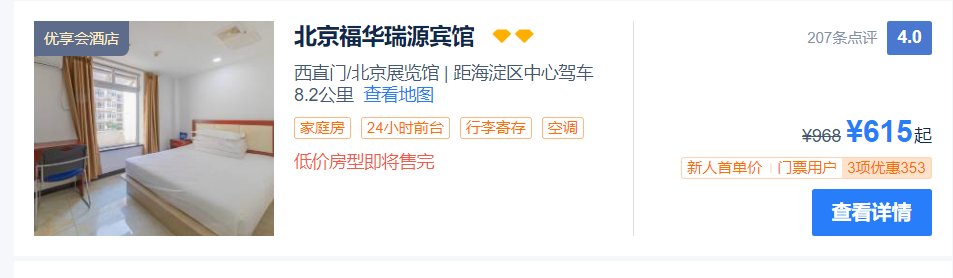 优享会酒店
北京福华瑞源宾馆
西直门/北京展览馆 | 距海淀区中心驾车
8.2公里 查看地图
家庭房 24小时前台 行李寄存 空调
低价房型即将售完
207条点评 4.0
¥968 ¥615起
新人首单价 门票用户 3项优惠353
查看详情